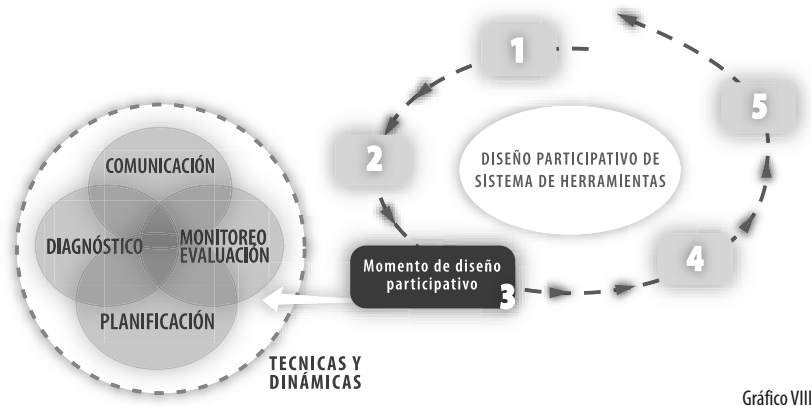 1
2
5
DISEÑO PARTICIPATIVO DE
SISTEMA DE HERRAMIENTAS
COMUNICACIÓN
DIAGNÓSTICO
MONITOREO
EVALUACIÓN
PLANIFICACIÓN
Momento de diseño
participativo
3
4
TECNICAS Y
DINÁMICAS
Gráfico VIII